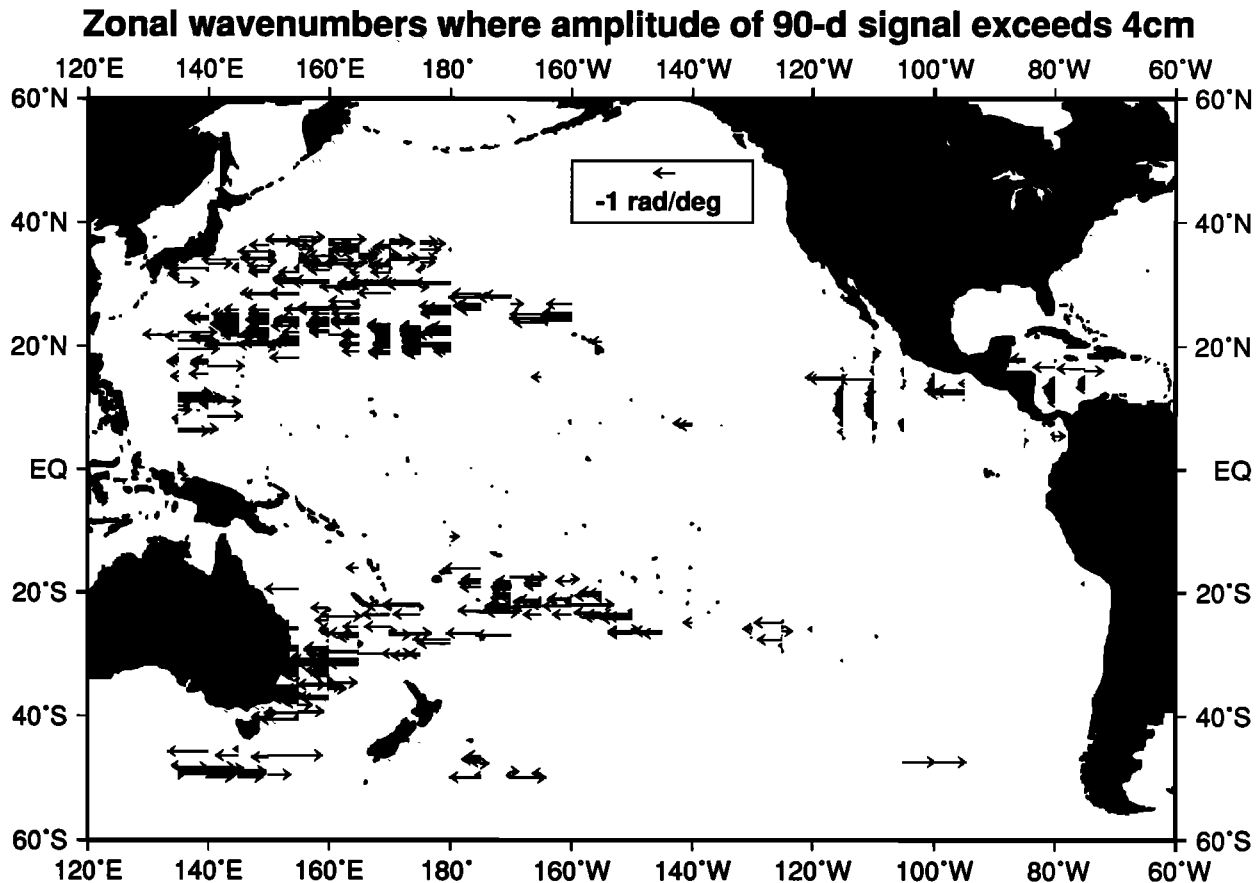 Zonal wavenumbers where amplitude of 90-d signal exceeds 4cm
120˚E 140˚E 160˚E 180˚ 160˚W 140˚W 120˚W 100˚W 80˚W 60˚W
60˚N 60˚N
-1 rad/deg
40˚N 40˚N
20˚N 20˚N
EQ EQ
20˚S 20˚S
40˚S 40˚S
60˚S 60˚S
120˚E 140˚E 160˚E 180˚ 160˚W 140˚W 120˚W 100˚W 80˚W 60˚W